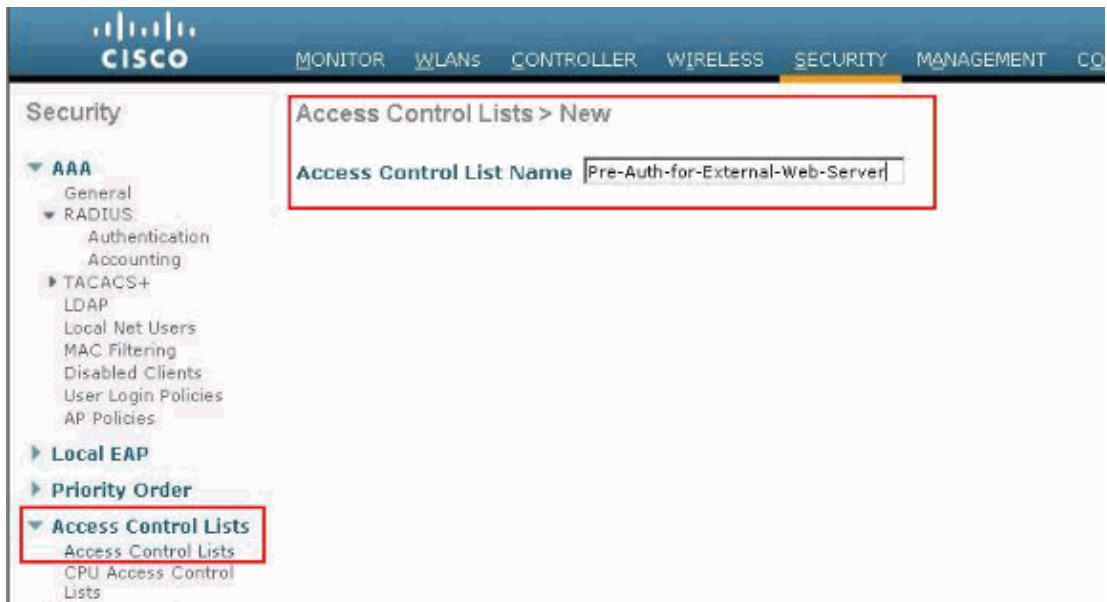 CISCO
MONITOR WLANs CONTROLLER WIRELESS SECURITY MANAGEMENT CO
Security
AAA
General
RADIUS
Authentication
Accounting
TACACS+
LDAP
Local Net Users
MAC Filtering
Disabled Clients
User Login Policies
AP Policies
Local EAP
Priority Order
Access Control Lists
Access Control Lists
CPU Access Control
Lists
Access Control Lists > New
Access Control List Name Pre-Auth-for-External-Web-Server